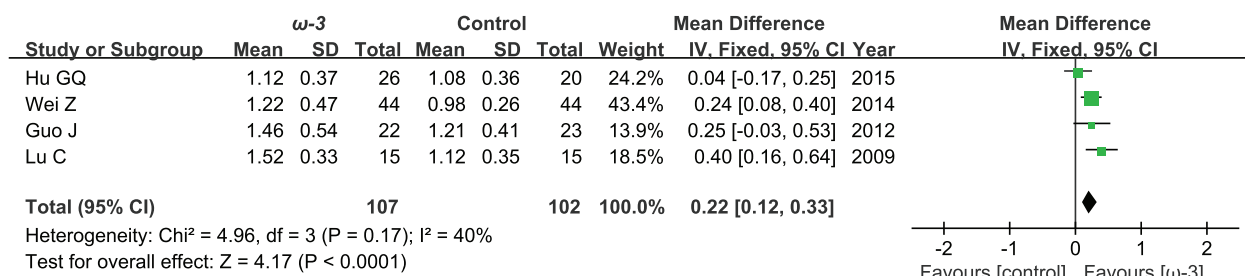 ω-3 Control Mean Difference Mean Difference
Study or Subgroup Mean SD Total Mean SD Total Weight IV, Fixed, 95% CI Year IV, Fixed, 95% CI
Hu GQ 1.12 0.37 26 1.08 0.36 20 24.2% 0.04 [-0.17, 0.25] 2015
Wei Z 1.22 0.47 44 0.98 0.26 44 43.4% 0.24 [0.08, 0.40] 2014
Guo J 1.46 0.54 22 1.21 0.41 23 13.9% 0.25 [-0.03, 0.53] 2012
Lu C 1.52 0.33 15 1.12 0.35 15 18.5% 0.40 [0.16, 0.64] 2009
Total (95% CI) 107 102 100.0% 0.22 [0.12, 0.33]
Heterogeneity: Chi² = 4.96, df = 3 (P = 0.17); I² = 40%
Test for overall effect: Z = 4.17 (P < 0.0001)
-2 -1 0 1 2
Favours [control] Favours [ω-3]